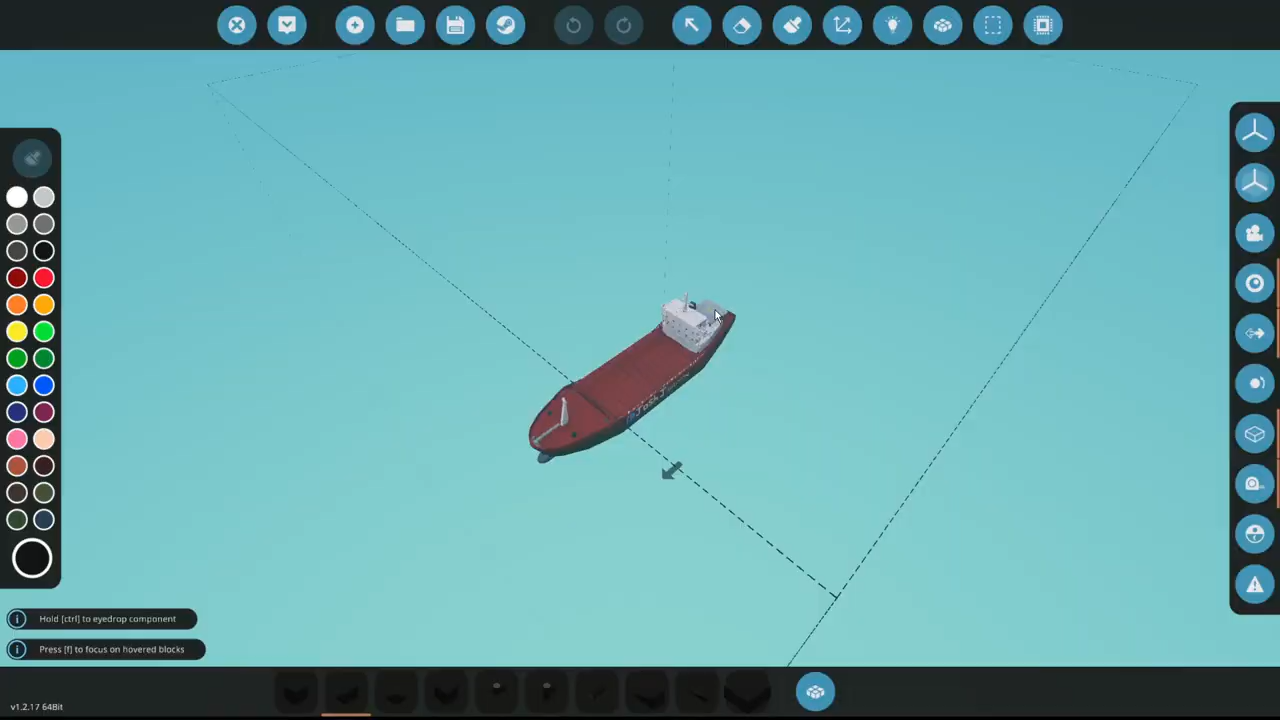 Hold [ctrl] to eyedrop component
Press [f] to focus on hovered blocks
v1.2.17 64Bit